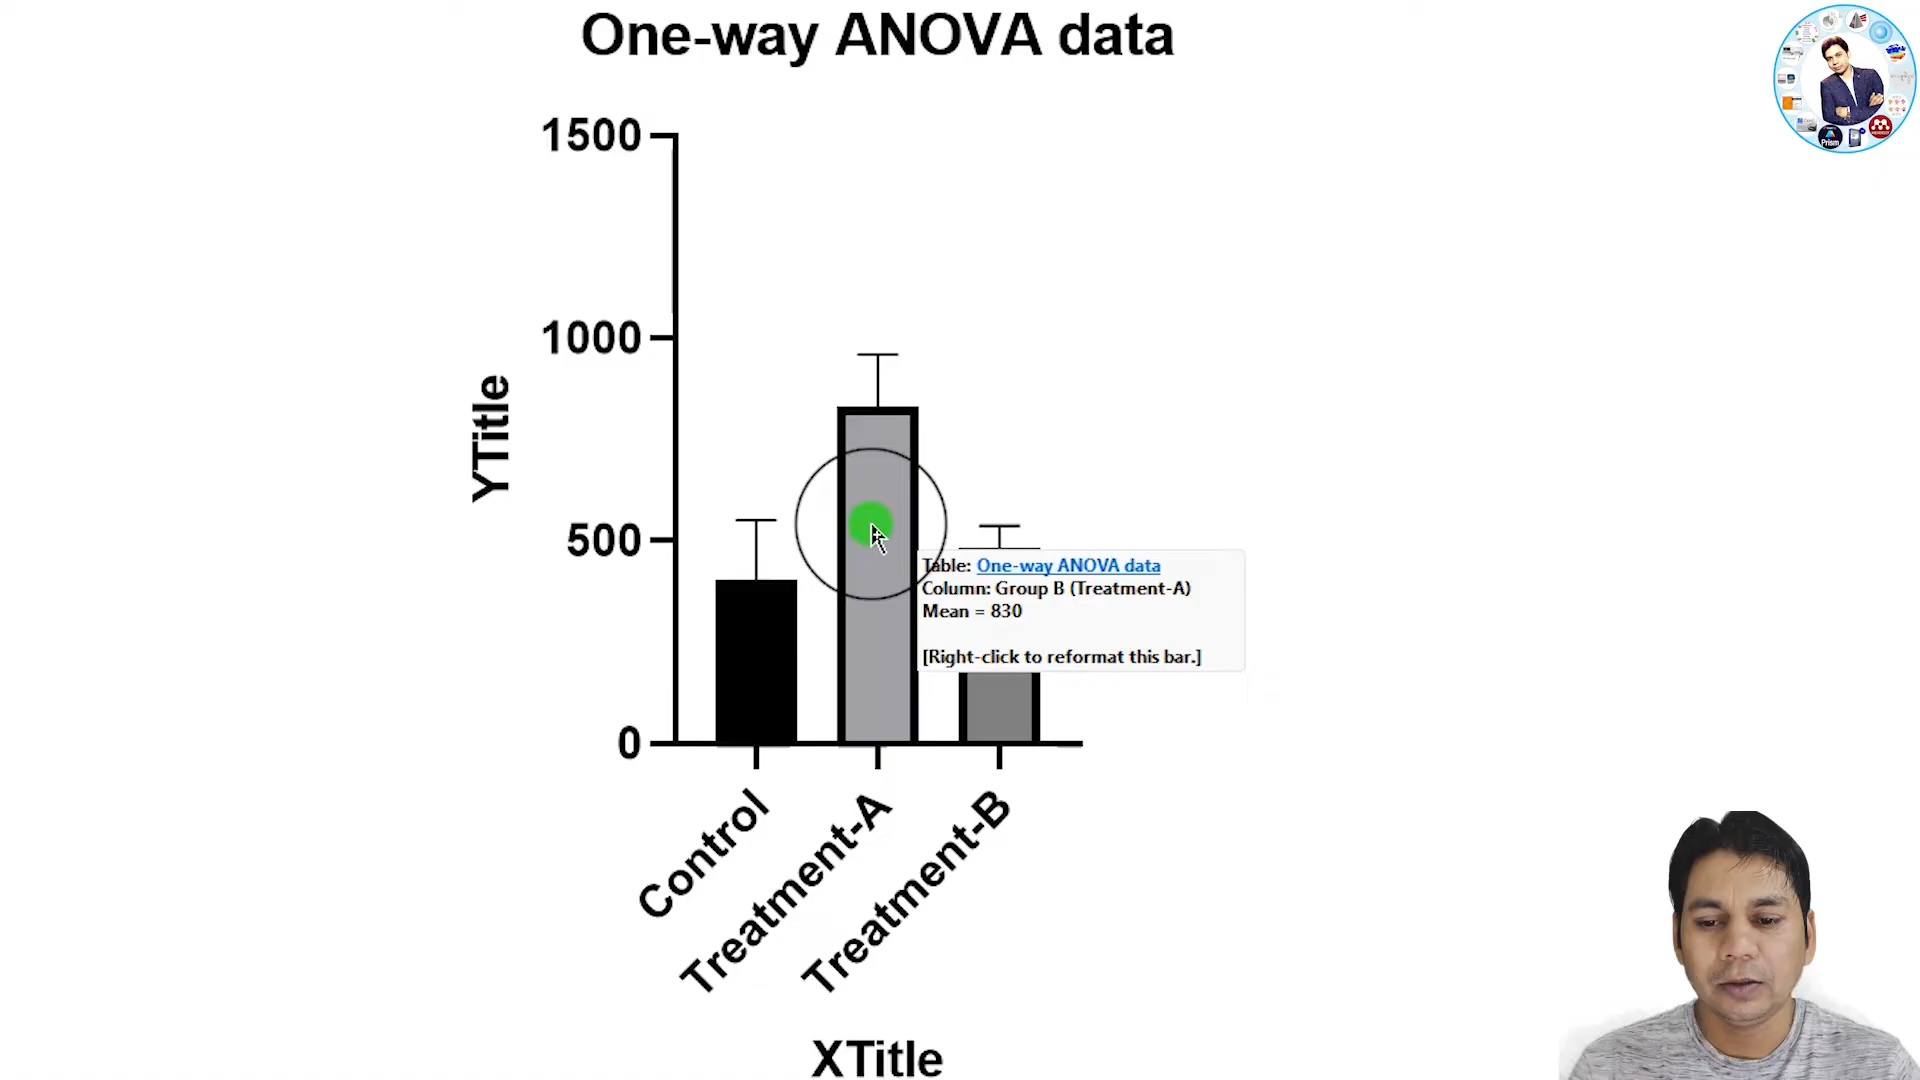 One-way ANOVA data
Prism
1500
1000
500
0
YTitle
Table: One-way ANOVA data
Column: Group B (Treatment-A)
Mean = 830
[Right-click to reformat this bar.]
Control
Treatment-A
Treatment-B
XTitle